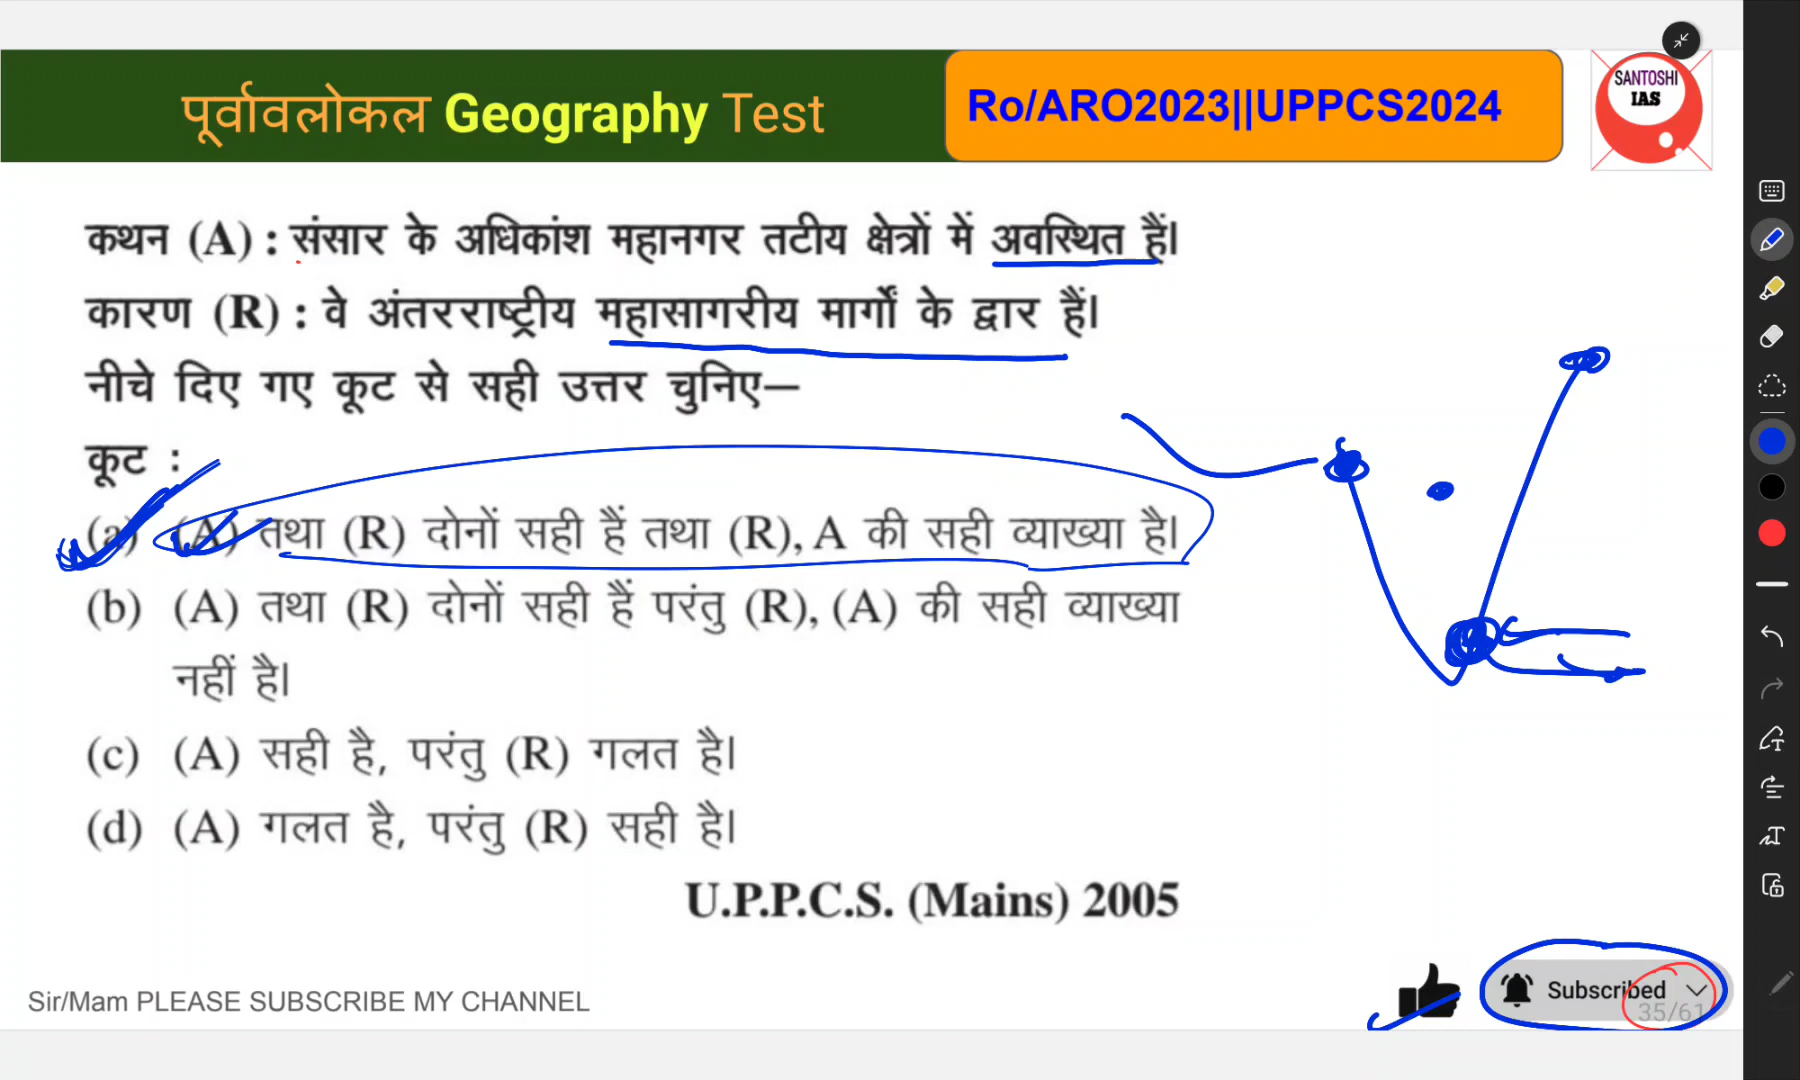 पूर्वावलोकल Geography Test
Ro/ARO2023||UPPCS2024
SANTOSHI
IAS
कथन (A) : संसार के अधिकांश महानगर तटीय क्षेत्रों में अवस्थित हैं।
कारण (R) : वे अंतरराष्ट्रीय महासागरीय मार्गों के द्वार हैं।
नीचे दिए गए कूट से सही उत्तर चुनिए—
कूट :
(a) (A) तथा (R) दोनों सही हैं तथा (R), A की सही व्याख्या है।
(b) (A) तथा (R) दोनों सही हैं परंतु (R), (A) की सही व्याख्या
नहीं है।
(c) (A) सही है, परंतु (R) गलत है।
(d) (A) गलत है, परंतु (R) सही है।
U.P.P.C.S. (Mains) 2005
Sir/Mam PLEASE SUBSCRIBE MY CHANNEL
Subscribed
35/61